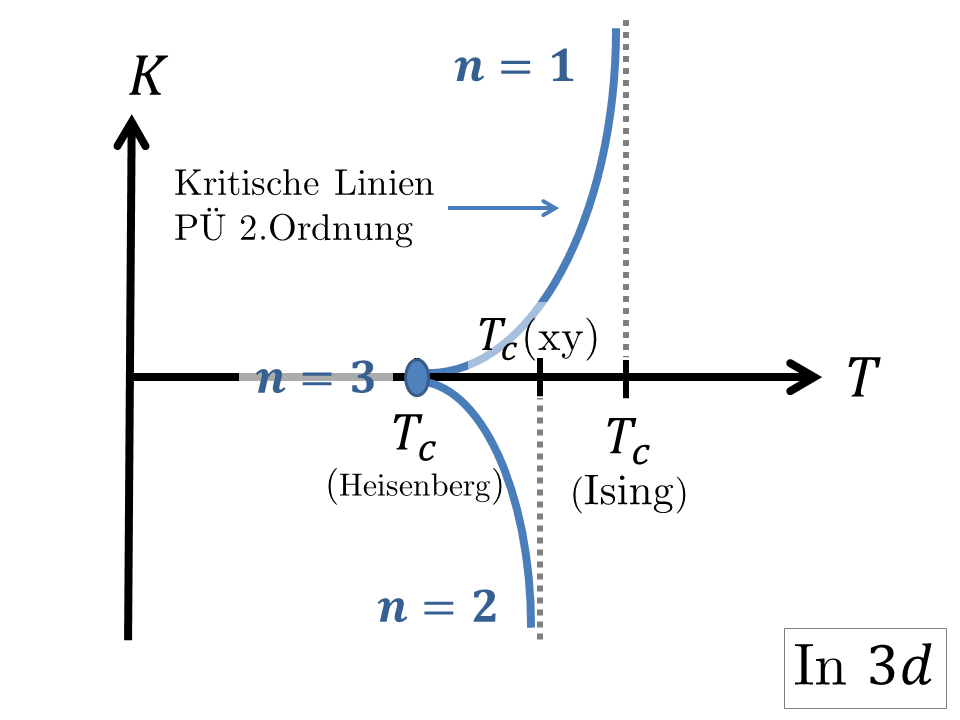 K
n = 1
Kritische Linien
PÜ 2.Ordnung
T_c(xy)
n = 3
T
T_c
(Heisenberg)
T_c
(Ising)
n = 2
In 3d